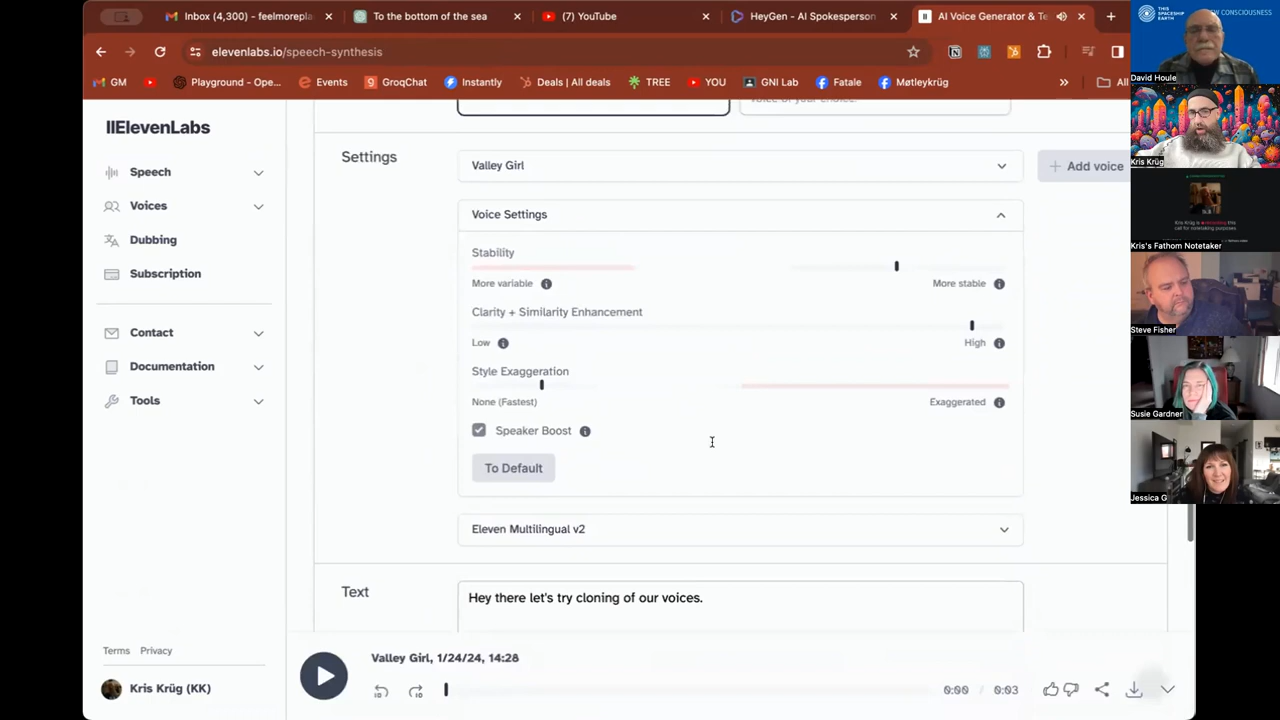 Inbox (4,300) - feelmorepla
To the bottom of the sea
(7) YouTube
HeyGen - AI Spokesperson
AI Voice Generator & Te
elevenlabs.io/speech-synthesis
GM
Playground - Ope...
Events
GroqChat
Instantly
Deals | All deals
TREE
YOU
GNI Lab
Fatale
Møtleykrüg
»
All
THIS SPACESHIP EARTH
CONSCIOUSNESS
David Houle
Kris Krüg
Kris Krüg is recording this
call for notetaking purposes
Kris's Fathom Notetaker
Steve Fisher
Susie Gardner
Jessica G
IIElevenLabs
Speech
Voices
Dubbing
Subscription
Contact
Documentation
Tools
Terms Privacy
Kris Krüg (KK)
voice of your choice.
Settings
Valley Girl
+ Add voice
Voice Settings
Stability
More variable
More stable
Clarity + Similarity Enhancement
Low
High
Style Exaggeration
None (Fastest)
Exaggerated
Speaker Boost
To Default
Eleven Multilingual v2
Text
Hey there let's try cloning of our voices.
Valley Girl, 1/24/24, 14:28
0:00 / 0:03